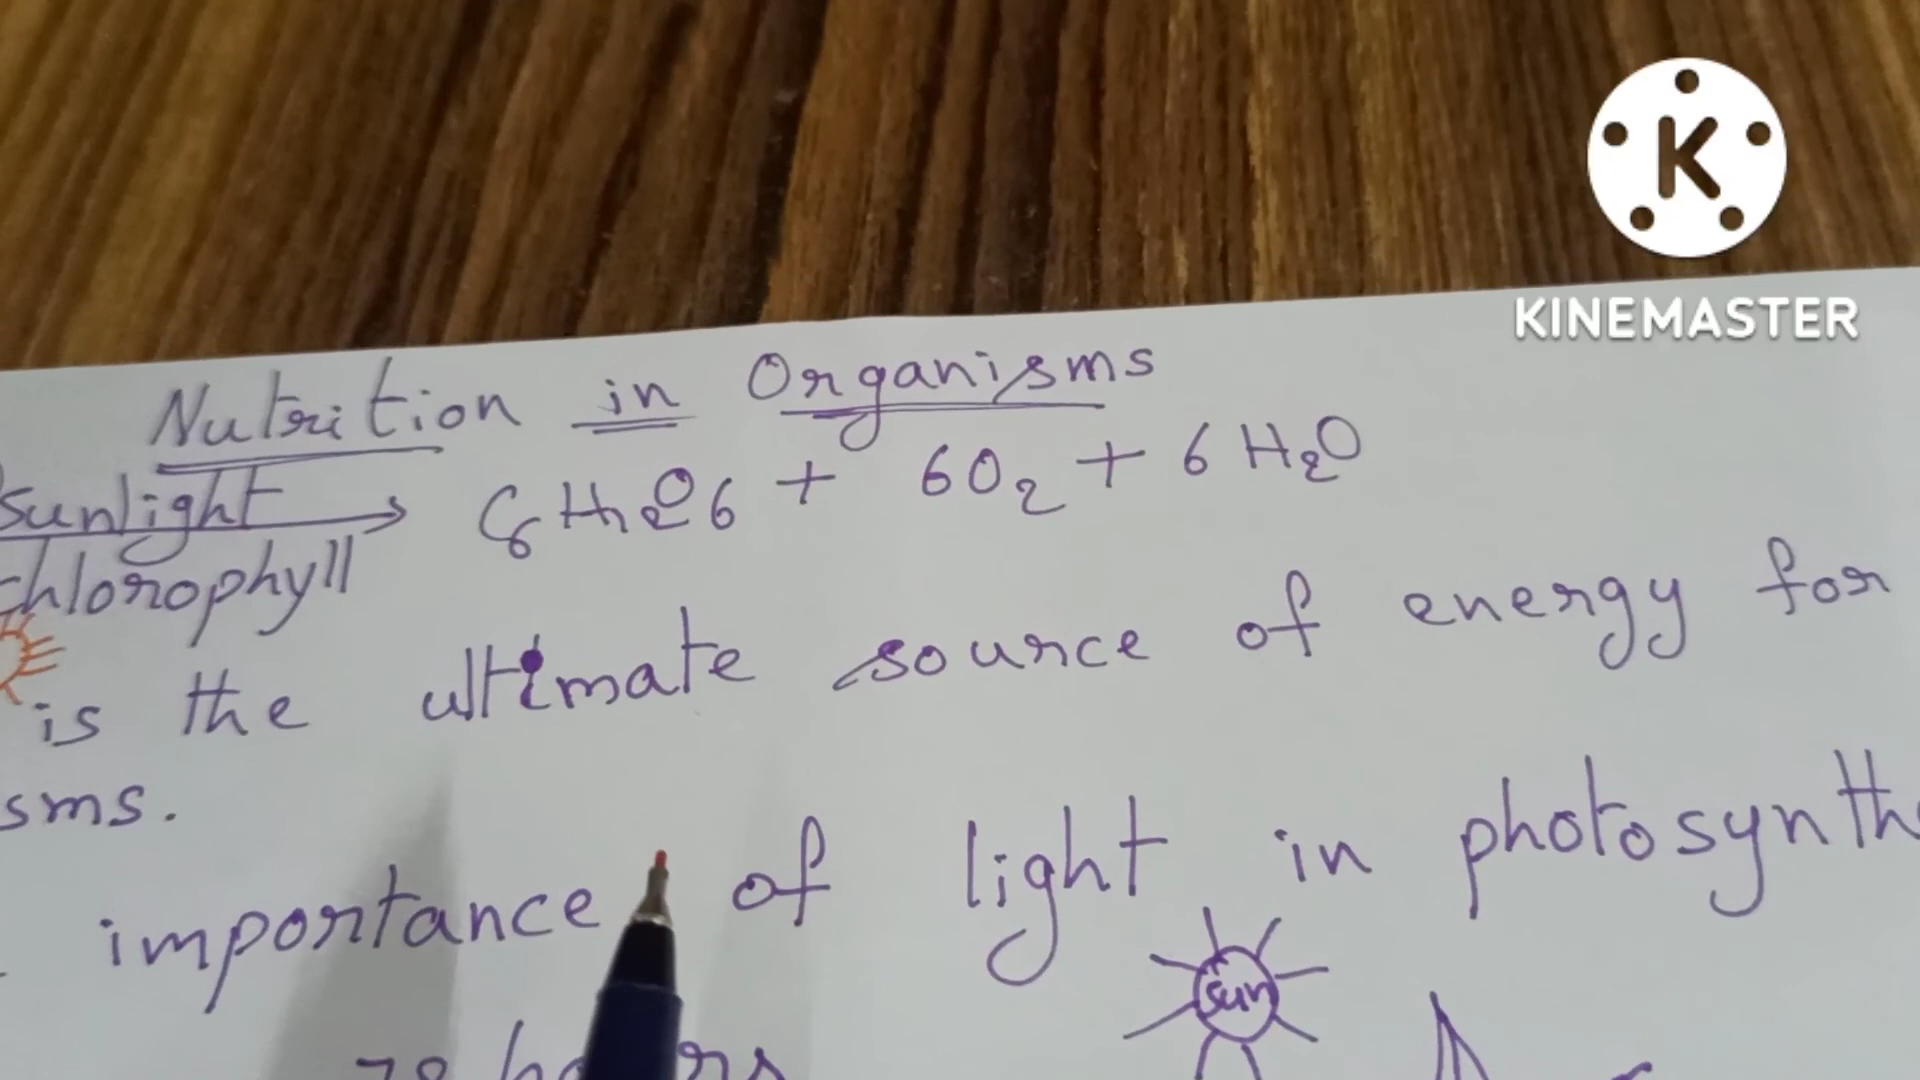 K
KINEMASTER
Nutrition in Organisms
sunlight
chlorophyll
C6H12O6 + 6O2 + 6H2O
is the ultimate source of energy for
sms.
importance of light in photosynth
sun